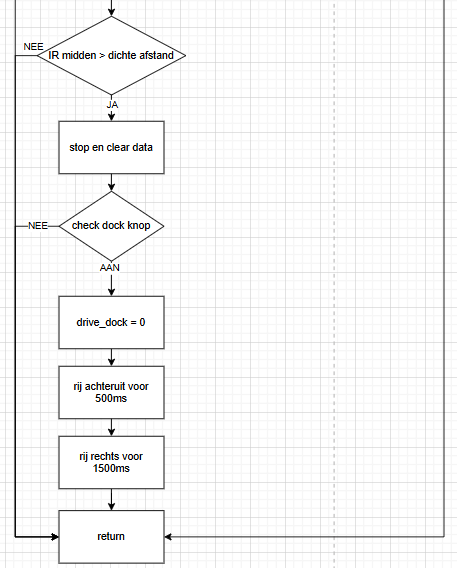 NEE
IR midden > dichte afstand
JA
stop en clear data
NEE
check dock knop
AAN
drive_dock = 0
rij achteruit voor
500ms
rij rechts voor
1500ms
return